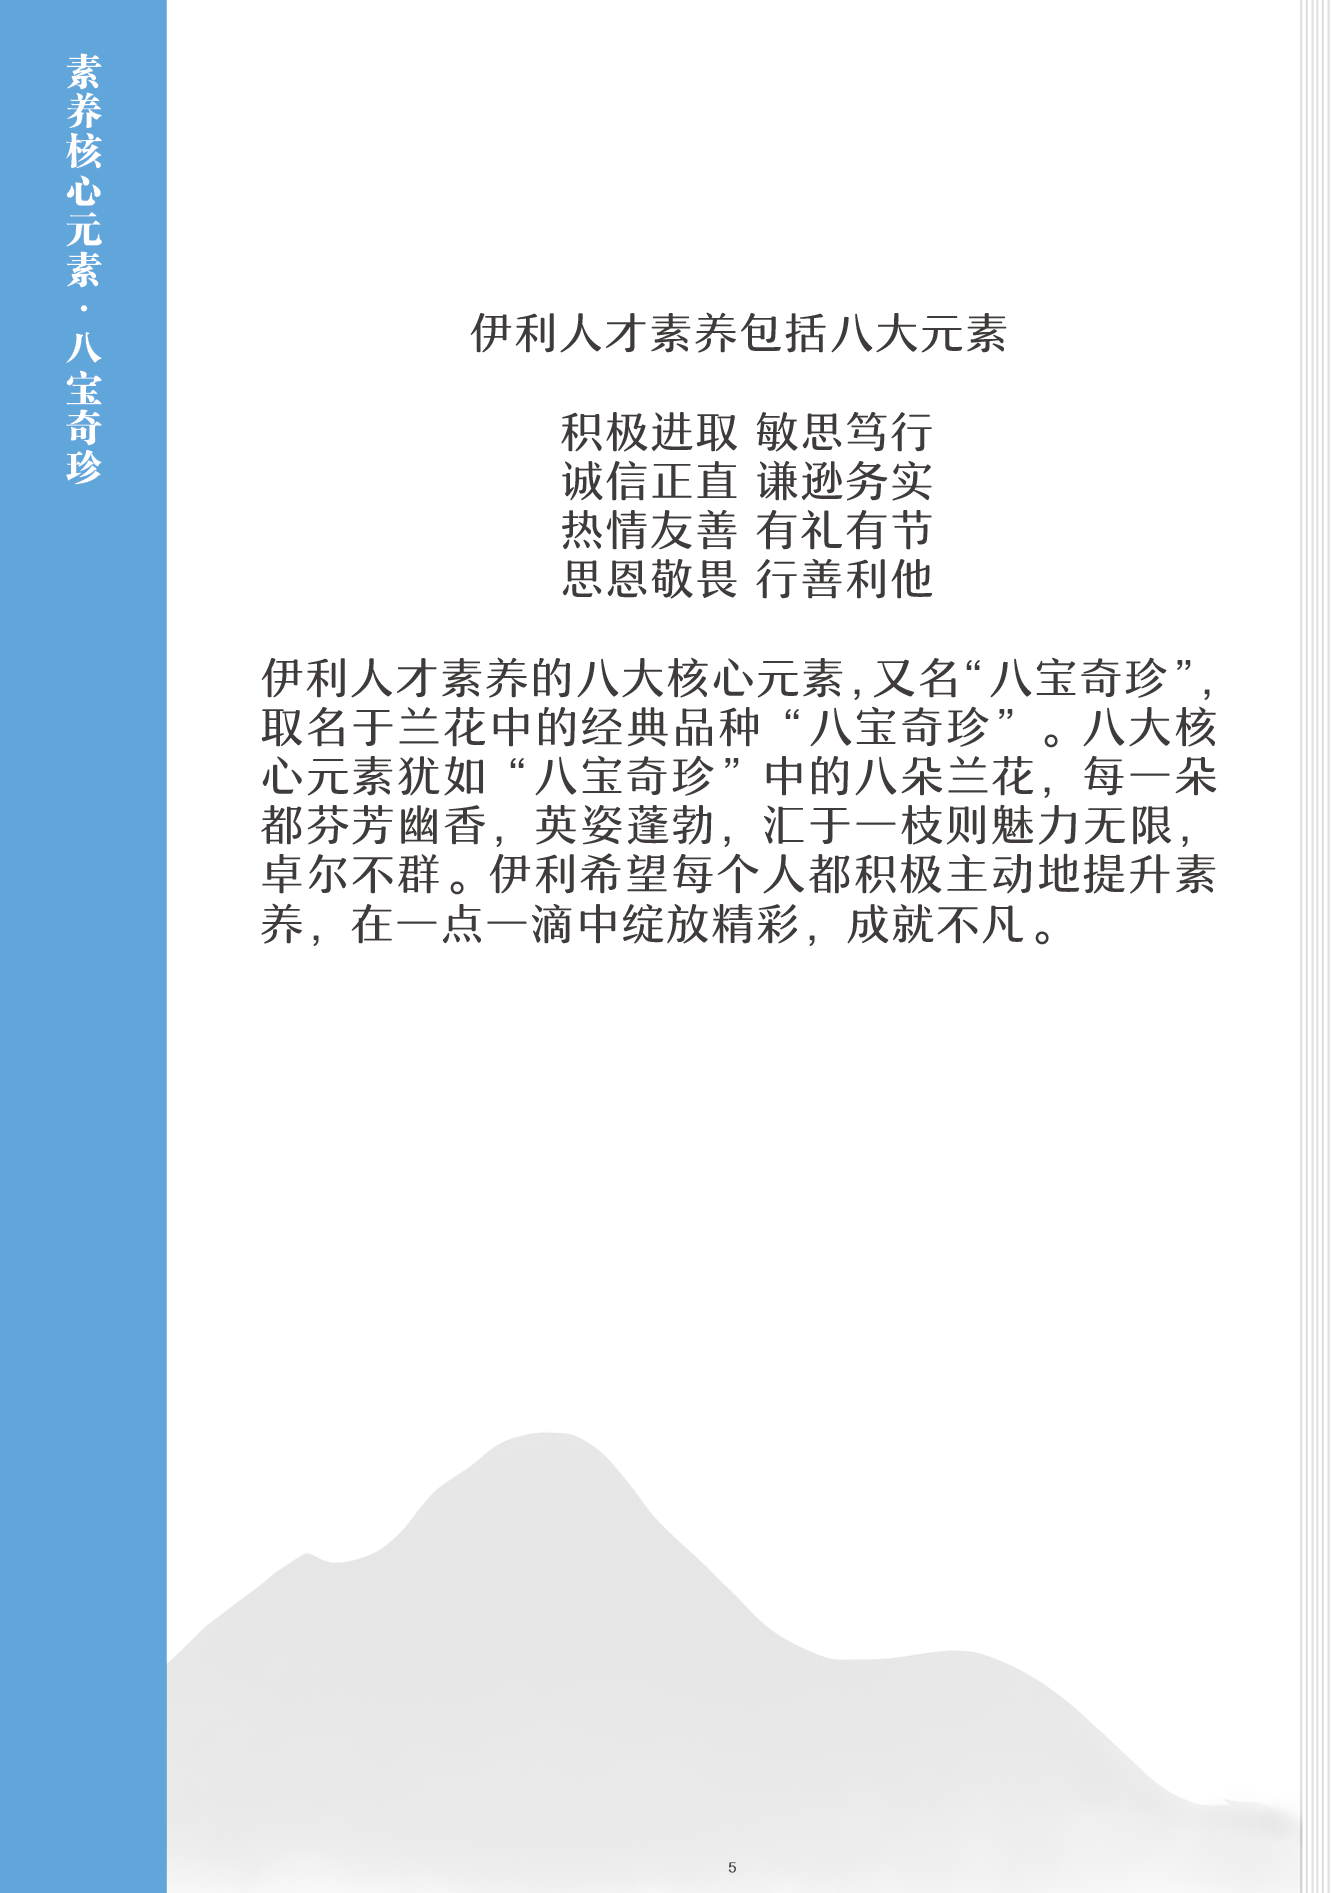 素养核心元素·八宝奇珍
伊利人才素养包括八大元素
积极进取 敏思笃行
诚信正直 谦逊务实
热情友善 有礼有节
思恩敬畏 行善利他
伊利人才素养的八大核心元素,又名“八宝奇珍”,
取名于兰花中的经典品种“八宝奇珍”。八大核
心元素犹如“八宝奇珍”中的八朵兰花，每一朵
都芬芳幽香，英姿蓬勃，汇于一枝则魅力无限，
卓尔不群。伊利希望每个人都积极主动地提升素
养，在一点一滴中绽放精彩，成就不凡。
5